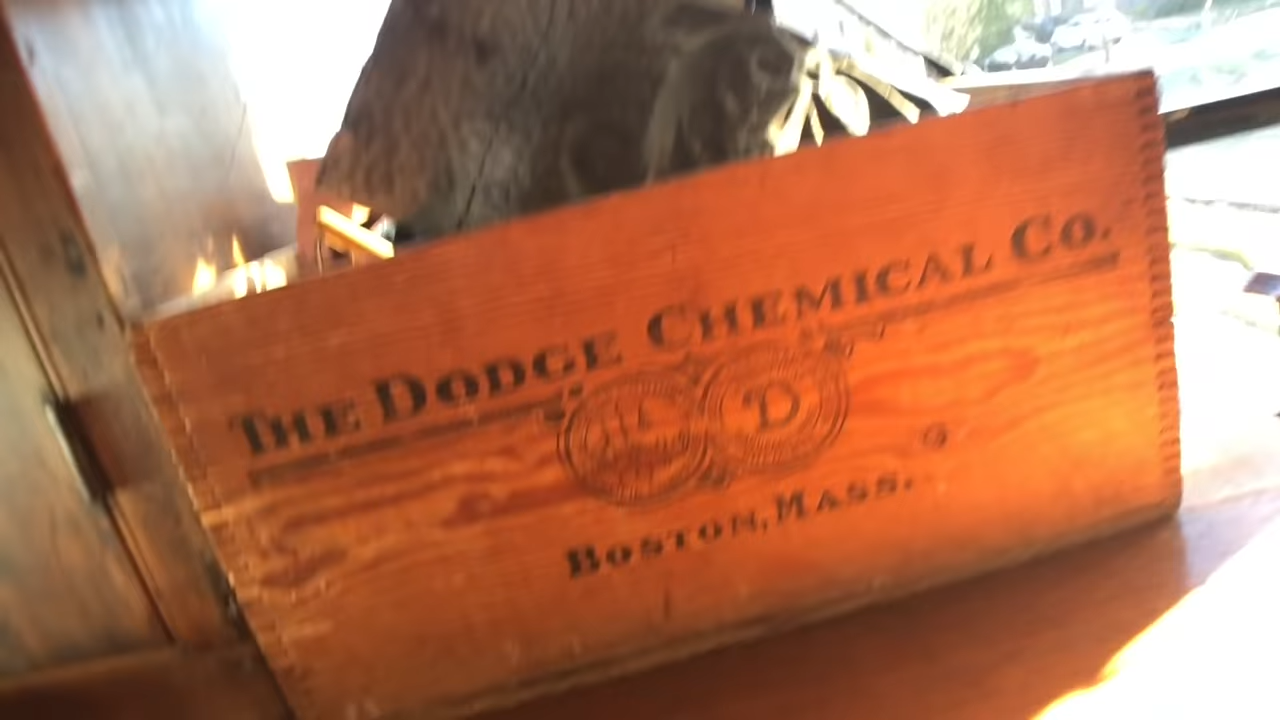 THE DODGE CHEMICAL CO.
D
BOSTON, MASS.